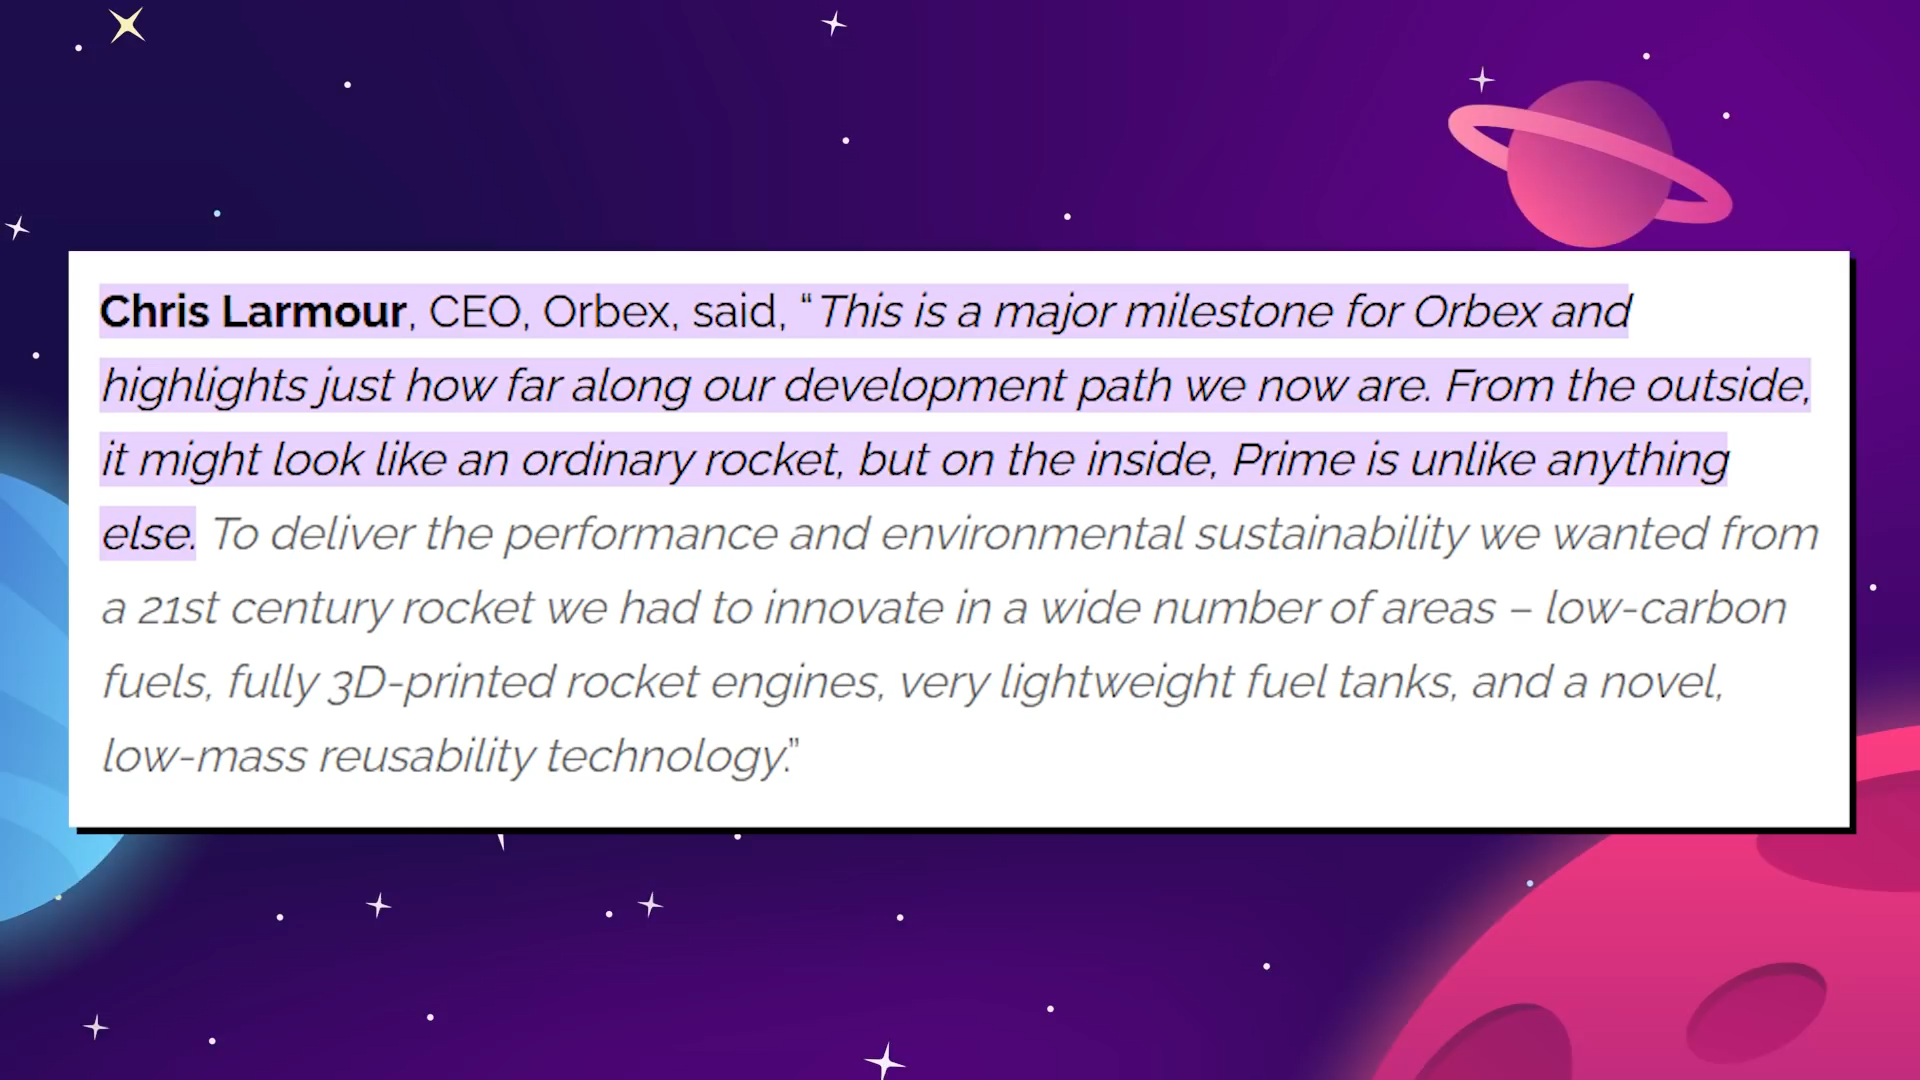 Chris Larmour, CEO, Orbex, said, “This is a major milestone for Orbex and
highlights just how far along our development path we now are. From the outside,
it might look like an ordinary rocket, but on the inside, Prime is unlike anything
else. To deliver the performance and environmental sustainability we wanted from
a 21st century rocket we had to innovate in a wide number of areas – low-carbon
fuels, fully 3D-printed rocket engines, very lightweight fuel tanks, and a novel,
low-mass reusability technology.”